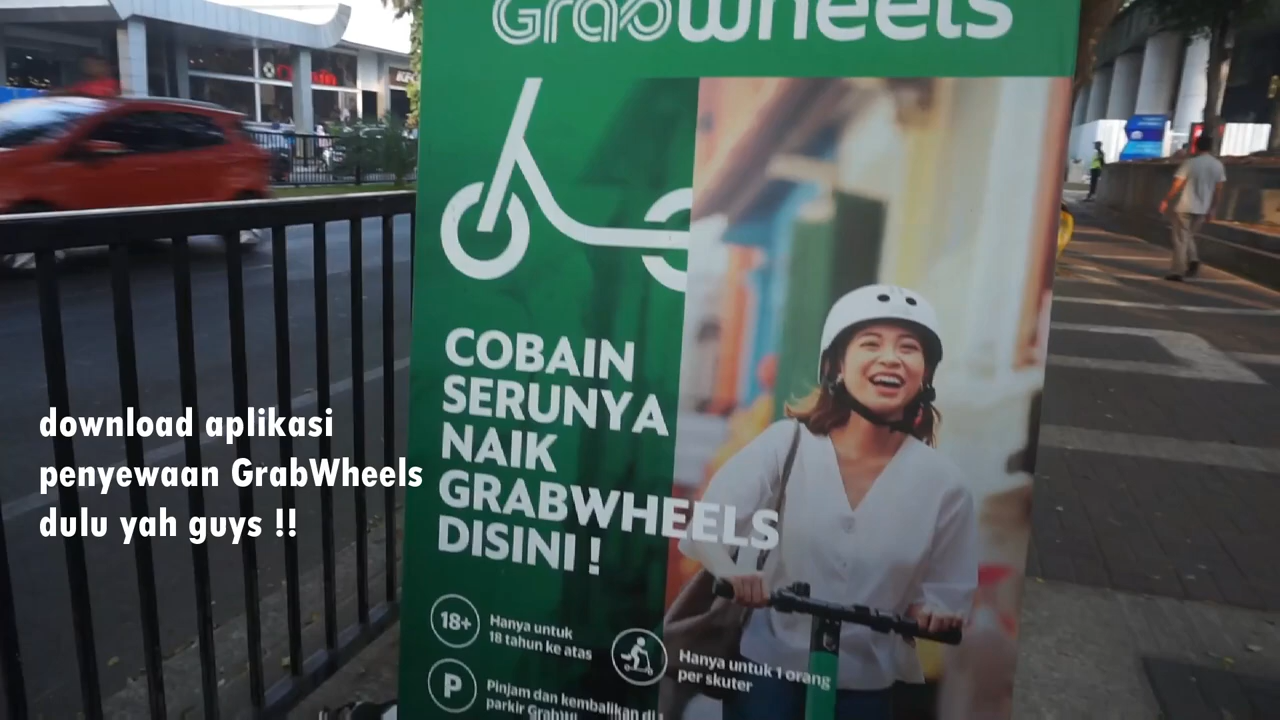 GrabWheels
COBAIN
SERUNYA
NAIK
GRABWHEELS
DISINI !
download aplikasi
penyewaan GrabWheels
dulu yah guys !!
18+
Hanya untuk
18 tahun ke atas
Hanya untuk 1 orang
per skuter
P
Pinjam dan kembalikan di
parkir